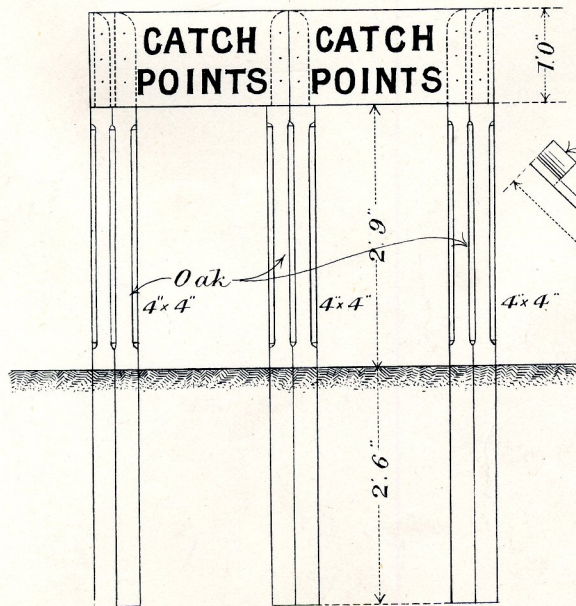 CATCH CATCH
POINTS POINTS
1'.0"
2'.9"
Oak
4"x 4" 4"x 4" 4"x 4"
2'.6"